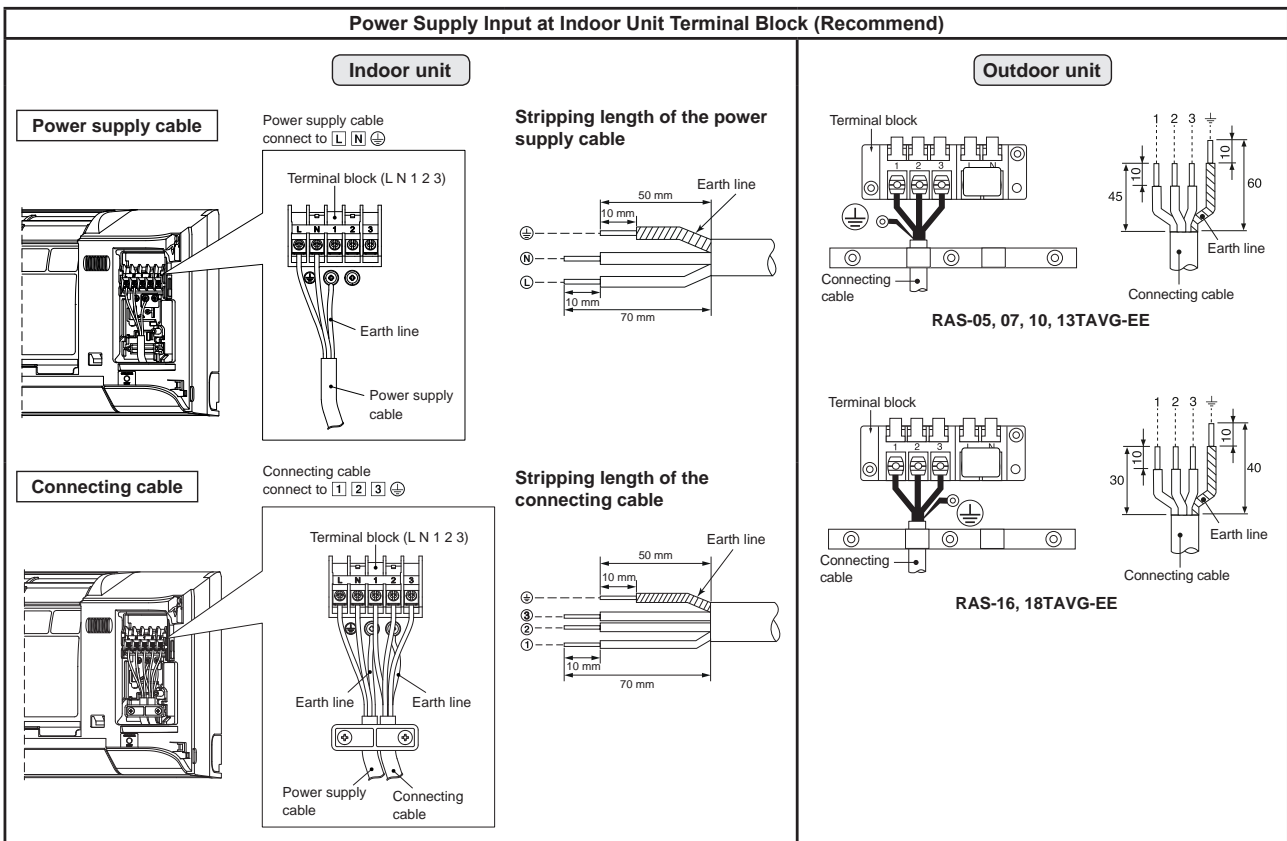 Power Supply Input at Indoor Unit Terminal Block (Recommend)
Indoor unit
Power supply cable
Power supply cable
connect to L N ⏚
Terminal block (L N 1 2 3)
L N 1 2 3
Earth line
Power supply
cable
Stripping length of the power
supply cable
Earth line
50 mm
10 mm
N
L
10 mm
70 mm
Connecting cable
Connecting cable
connect to 1 2 3 ⏚
Terminal block (L N 1 2 3)
L N 1 2 3
Earth line
Earth line
Power supply
cable
Connecting
cable
Stripping length of the
connecting cable
Earth line
50 mm
10 mm
3
2
1
10 mm
70 mm
Outdoor unit
Terminal block
1 2 3 L N
Connecting
cable
1 2 3
10
10
45
60
Earth line
Connecting cable
RAS-05, 07, 10, 13TAVG-EE
Terminal block
1 2 3 L N
Connecting
cable
1 2 3
10
10
30
40
Earth line
Connecting cable
RAS-16, 18TAVG-EE